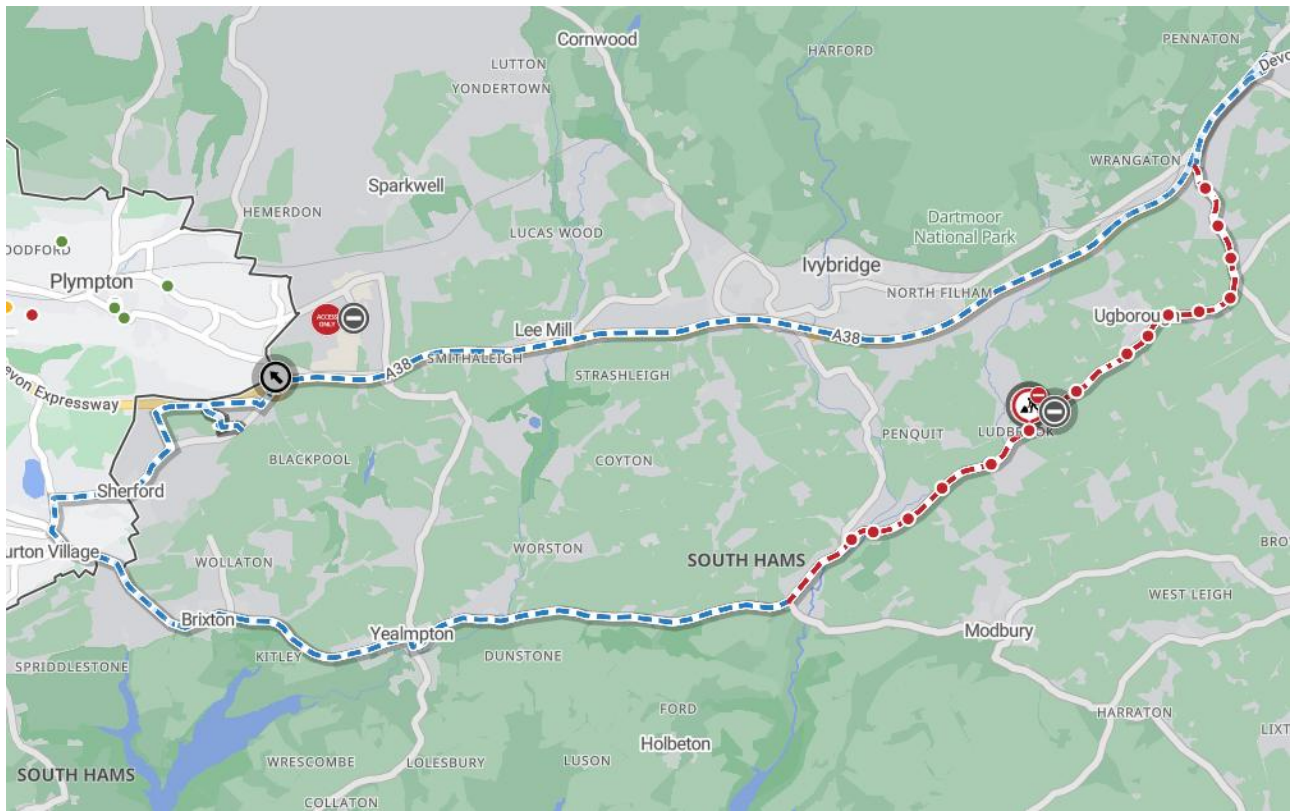 Cornwood
HARFORD
PENNATON
Devo
LUTTON
YONDERTOWN
WRANGATON
Sparkwell
HEMERDON
LUCAS WOOD
Dartmoor
National Park
OODFORD
Plympton
Ivybridge
NORTH FILHAM
ACCESS
ONLY
Lee Mill
A38
Ugborough
SMITHALEIGH
A38
STRASHLEIGH
evon Expressway
PENQUIT
LUDBROOK
BLACKPOOL
COYTON
Sherford
urton Village
WORSTON
SOUTH HAMS
BRO
WOLLATON
WEST LEIGH
Brixton
Yealmpton
Modbury
KITLEY
DUNSTONE
SPRIDDLESTONE
FORD
HARRATON
Holbeton
LIXT
WRESCOMBE
LOLESBURY
LUSON
SOUTH HAMS
COLLATON